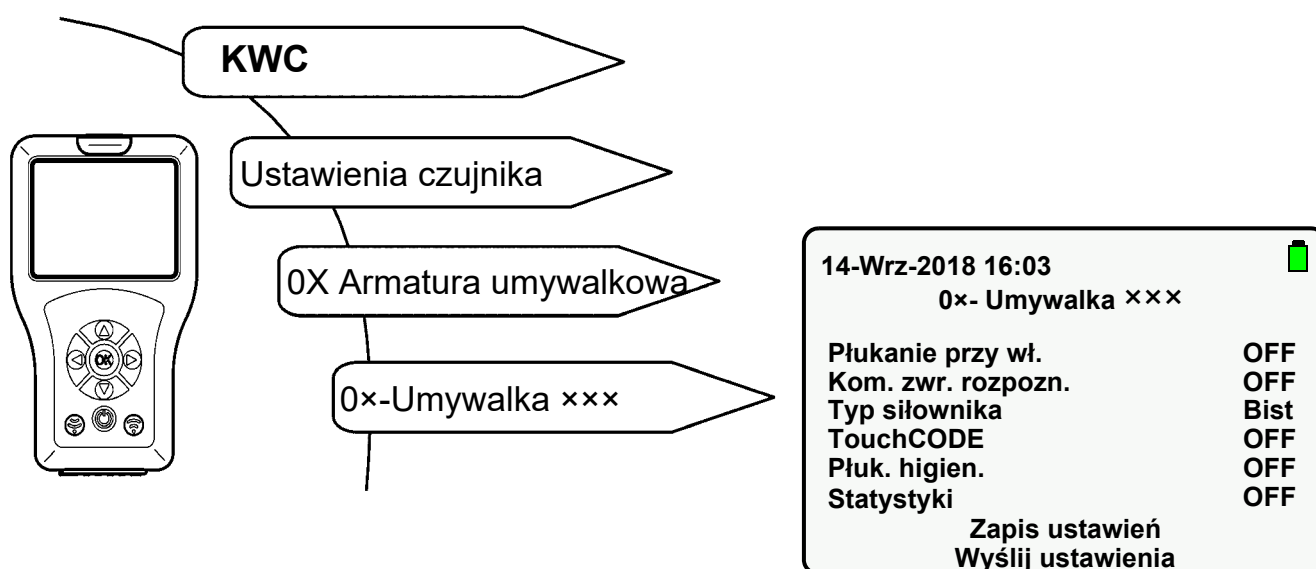 KWC
Ustawienia czujnika
0X Armatura umywalkowa
0×-Umywalka ×××
OK
14-Wrz-2018 16:03
0×- Umywalka ×××
Płukanie przy wł. OFF
Kom. zwr. rozpozn. OFF
Typ siłownika Bist
TouchCODE OFF
Płuk. higien. OFF
Statystyki OFF
Zapis ustawień
Wyślij ustawienia